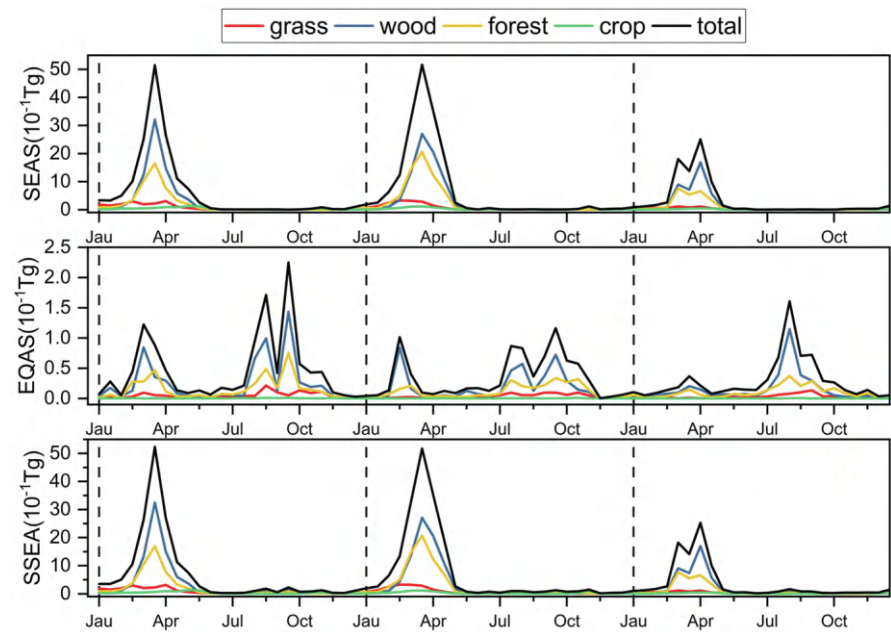 grass wood forest crop total
SEAS(10⁻¹Tg)
50
40
30
20
10
0
Jau Apr Jul Oct Jau Apr Jul Oct Jau Apr Jul Oct
EQAS(10⁻¹Tg)
2.5
2.0
1.5
1.0
0.5
0.0
Jau Apr Jul Oct Jau Apr Jul Oct Jau Apr Jul Oct
SSEA(10⁻¹Tg)
50
40
30
20
10
0
Jau Apr Jul Oct Jau Apr Jul Oct Jau Apr Jul Oct